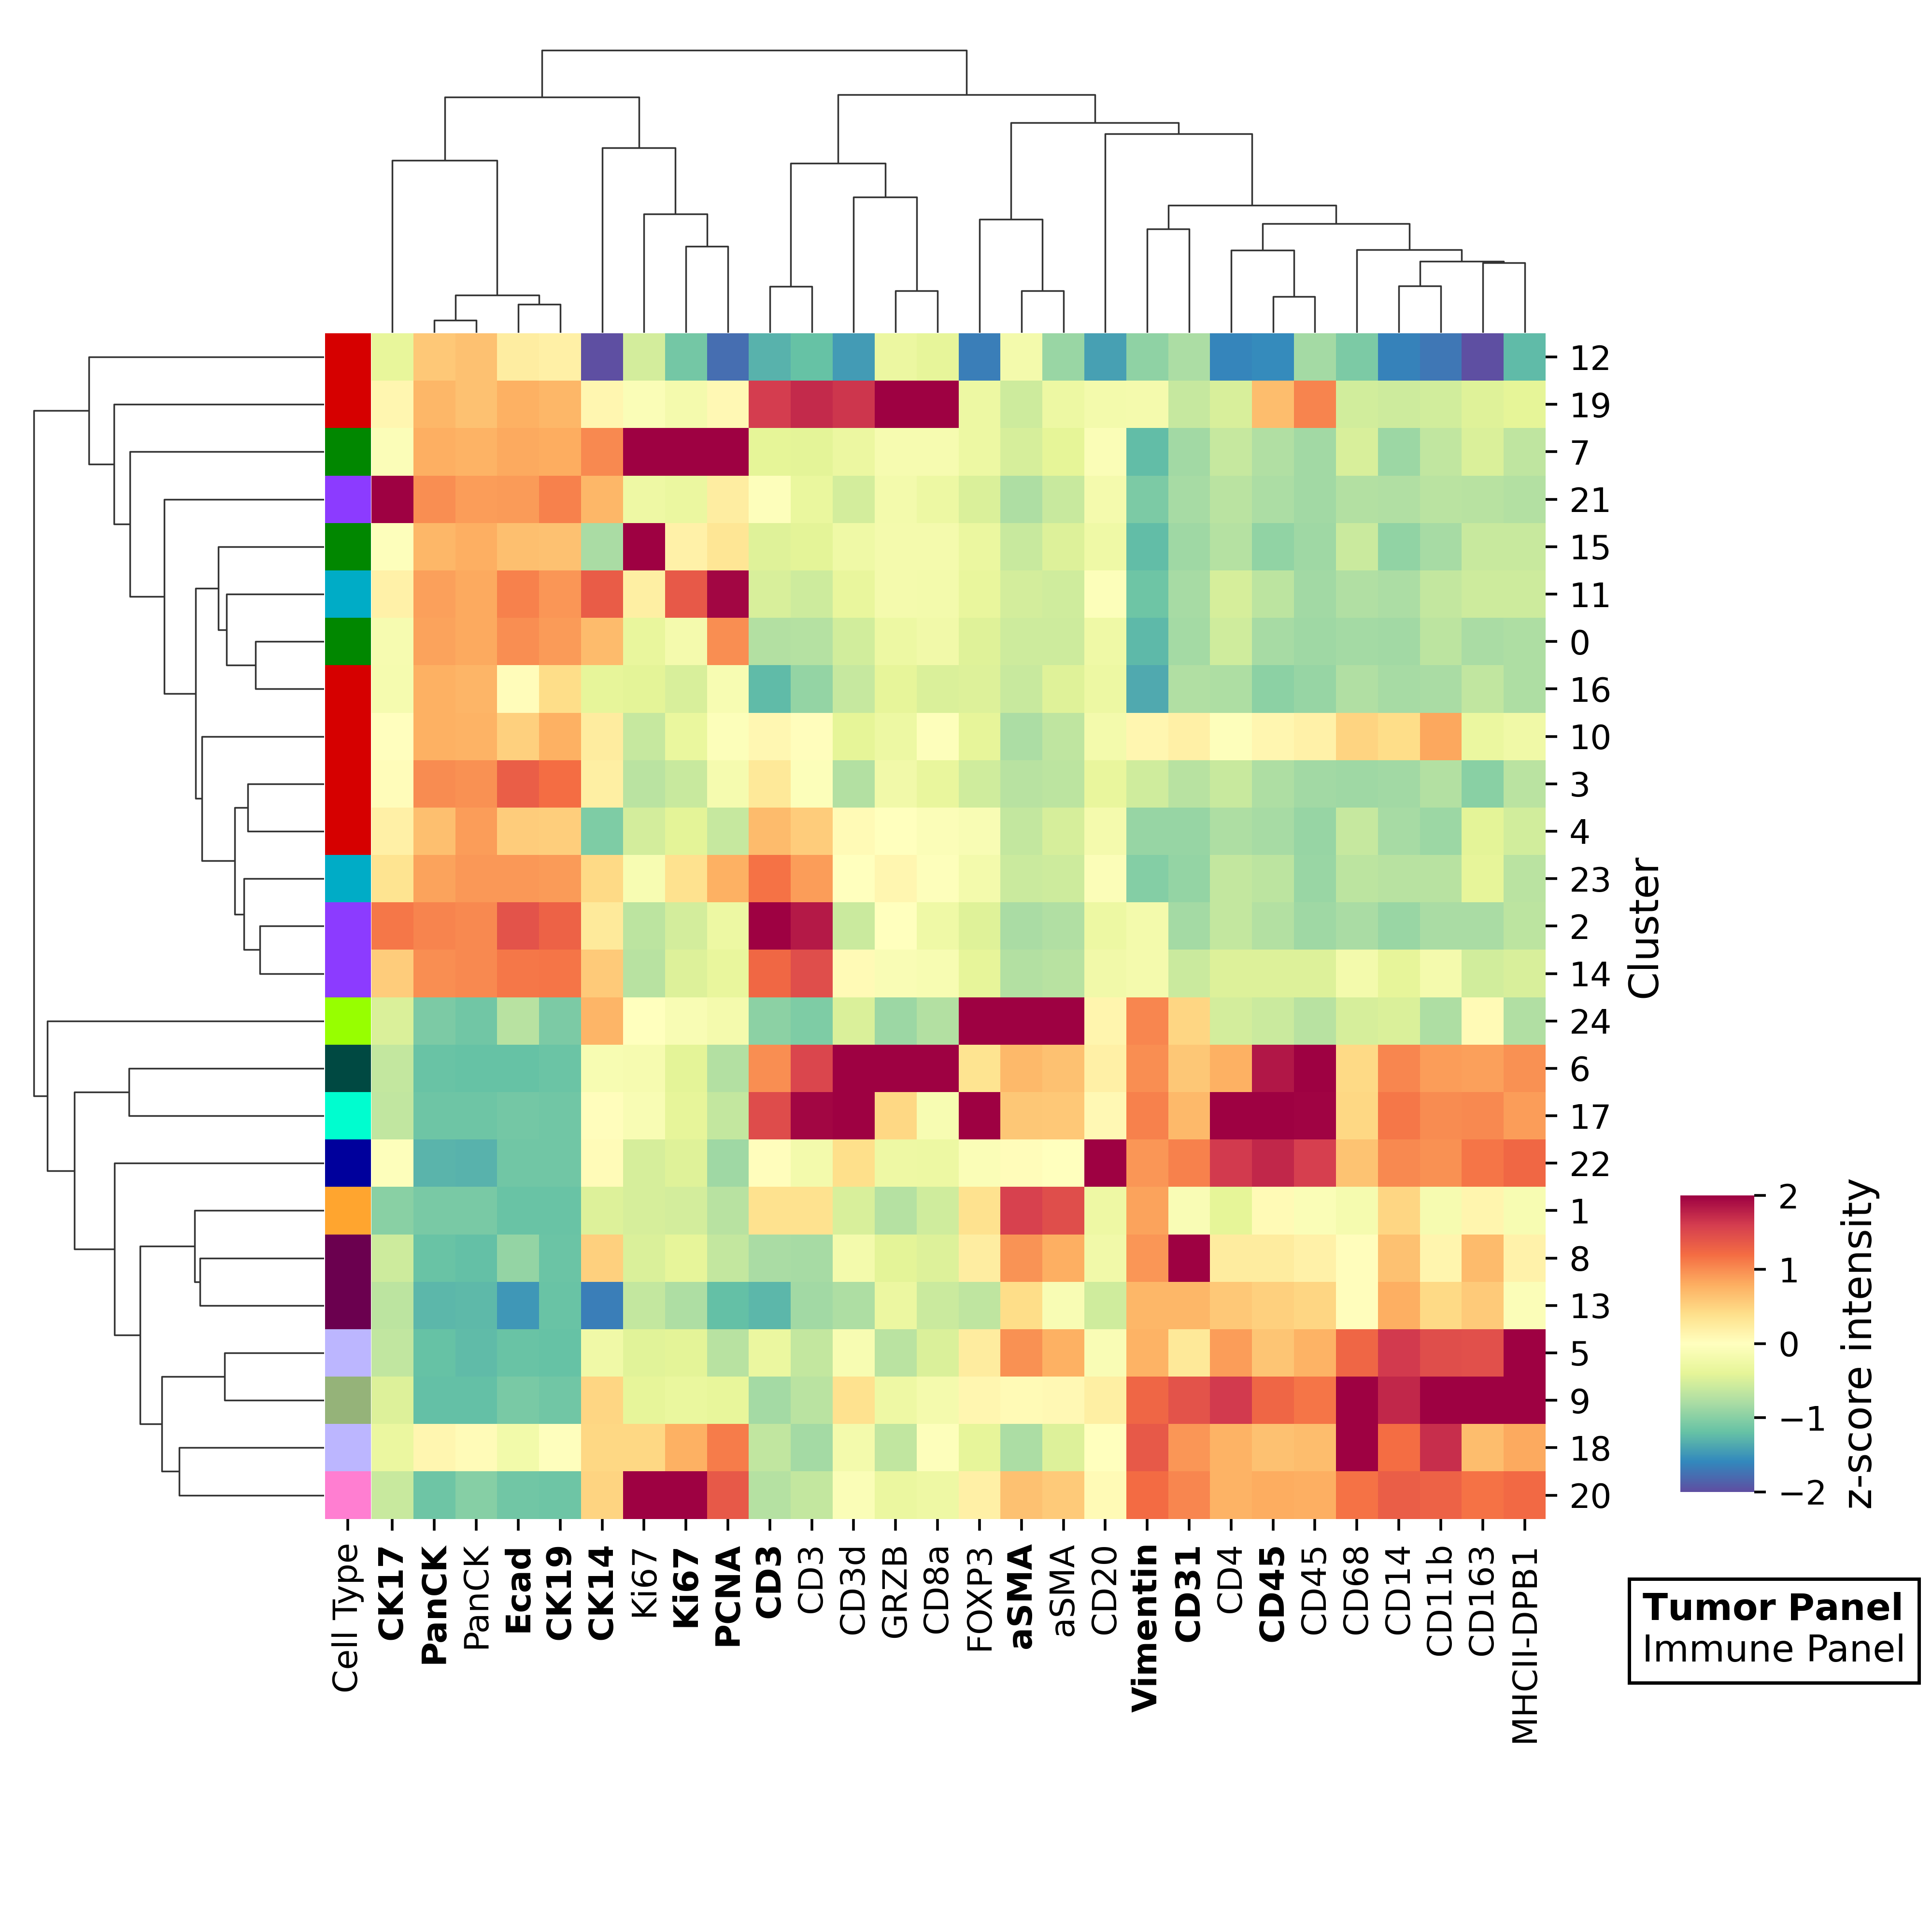 12
19
7
21
15
11
0
16
10
3
4
23
2
14
24
6
17
22
1
8
13
5
9
18
20
Cluster
2
1
0
−1
−2
z-score intensity
Cell Type
CK17
PanCK
PanCK
Ecad
CK19
CK14
Ki67
Ki67
PCNA
CD3
CD3
CD3d
GRZB
CD8a
FOXP3
aSMA
aSMA
CD20
Vimentin
CD31
CD4
CD45
CD45
CD68
CD14
CD11b
CD163
MHCII-DPB1
Tumor Panel
Immune Panel